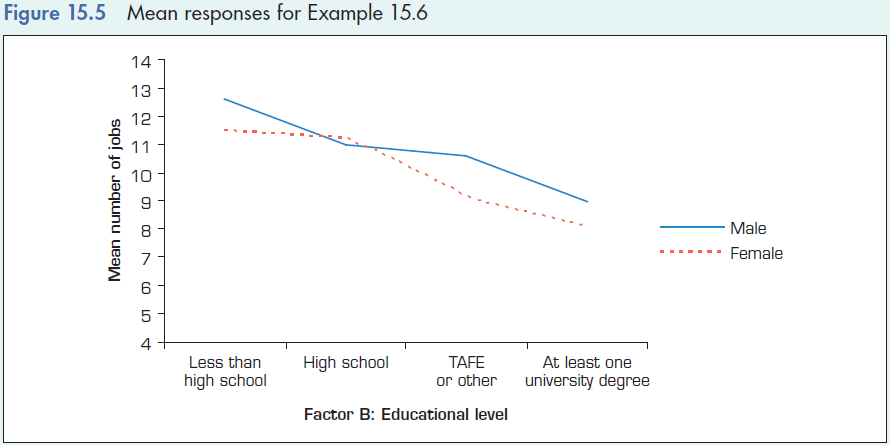 Figure 15.5 Mean responses for Example 15.6
14
13
12
11
10
9
8
7
6
5
4
Mean number of jobs
Male
Female
Less than
high school
High school
TAFE
or other
At least one
university degree
Factor B: Educational level